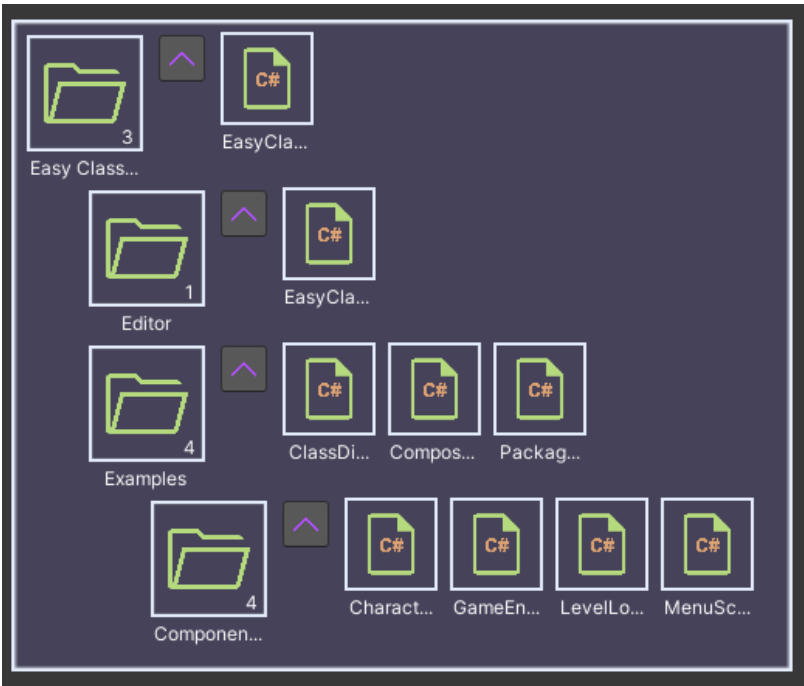 C#
3
EasyCla...
Easy Class...
C#
1
EasyCla...
Editor
C# C# C#
4
ClassDi... Compos... Packag...
Examples
C# C# C# C#
4
Charact... GameEn... LevelLo... MenuSc...
Componen...